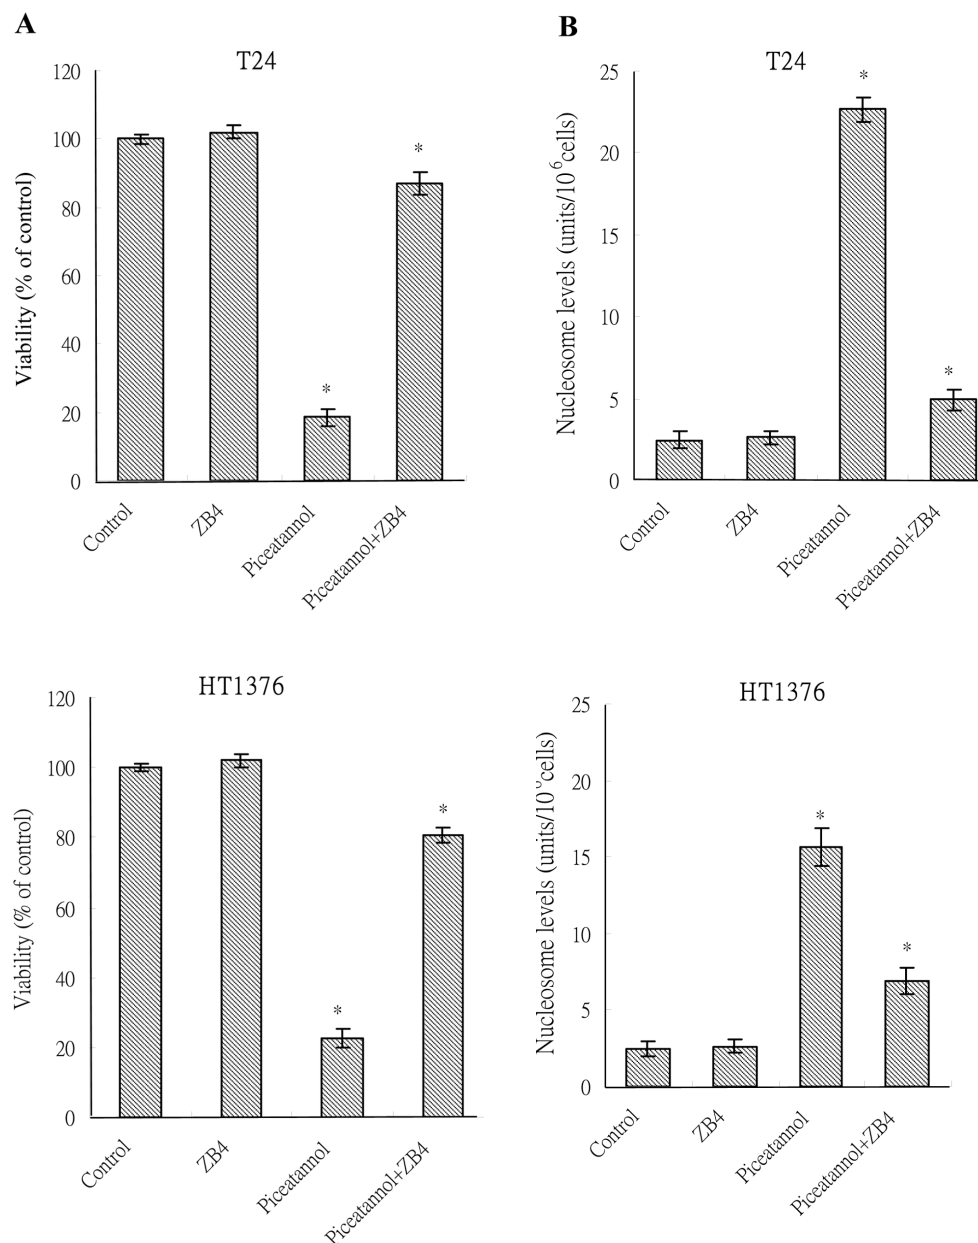 A
T24
Viability (% of control)
120
100
80
60
40
20
0
*
*
Control
ZB4
Piceatannol
Piceatannol+ZB4
B
T24
Nucleosome levels (units/10⁶cells)
25
20
15
10
5
0
*
*
Control
ZB4
Piceatannol
Piceatannol+ZB4
HT1376
Viability (% of control)
120
100
80
60
40
20
0
*
*
Control
ZB4
Piceatannol
Piceatannol+ZB4
HT1376
Nucleosome levels (units/10 cells)
25
20
15
10
5
0
*
*
Control
ZB4
Piceatannol
Piceatannol+ZB4